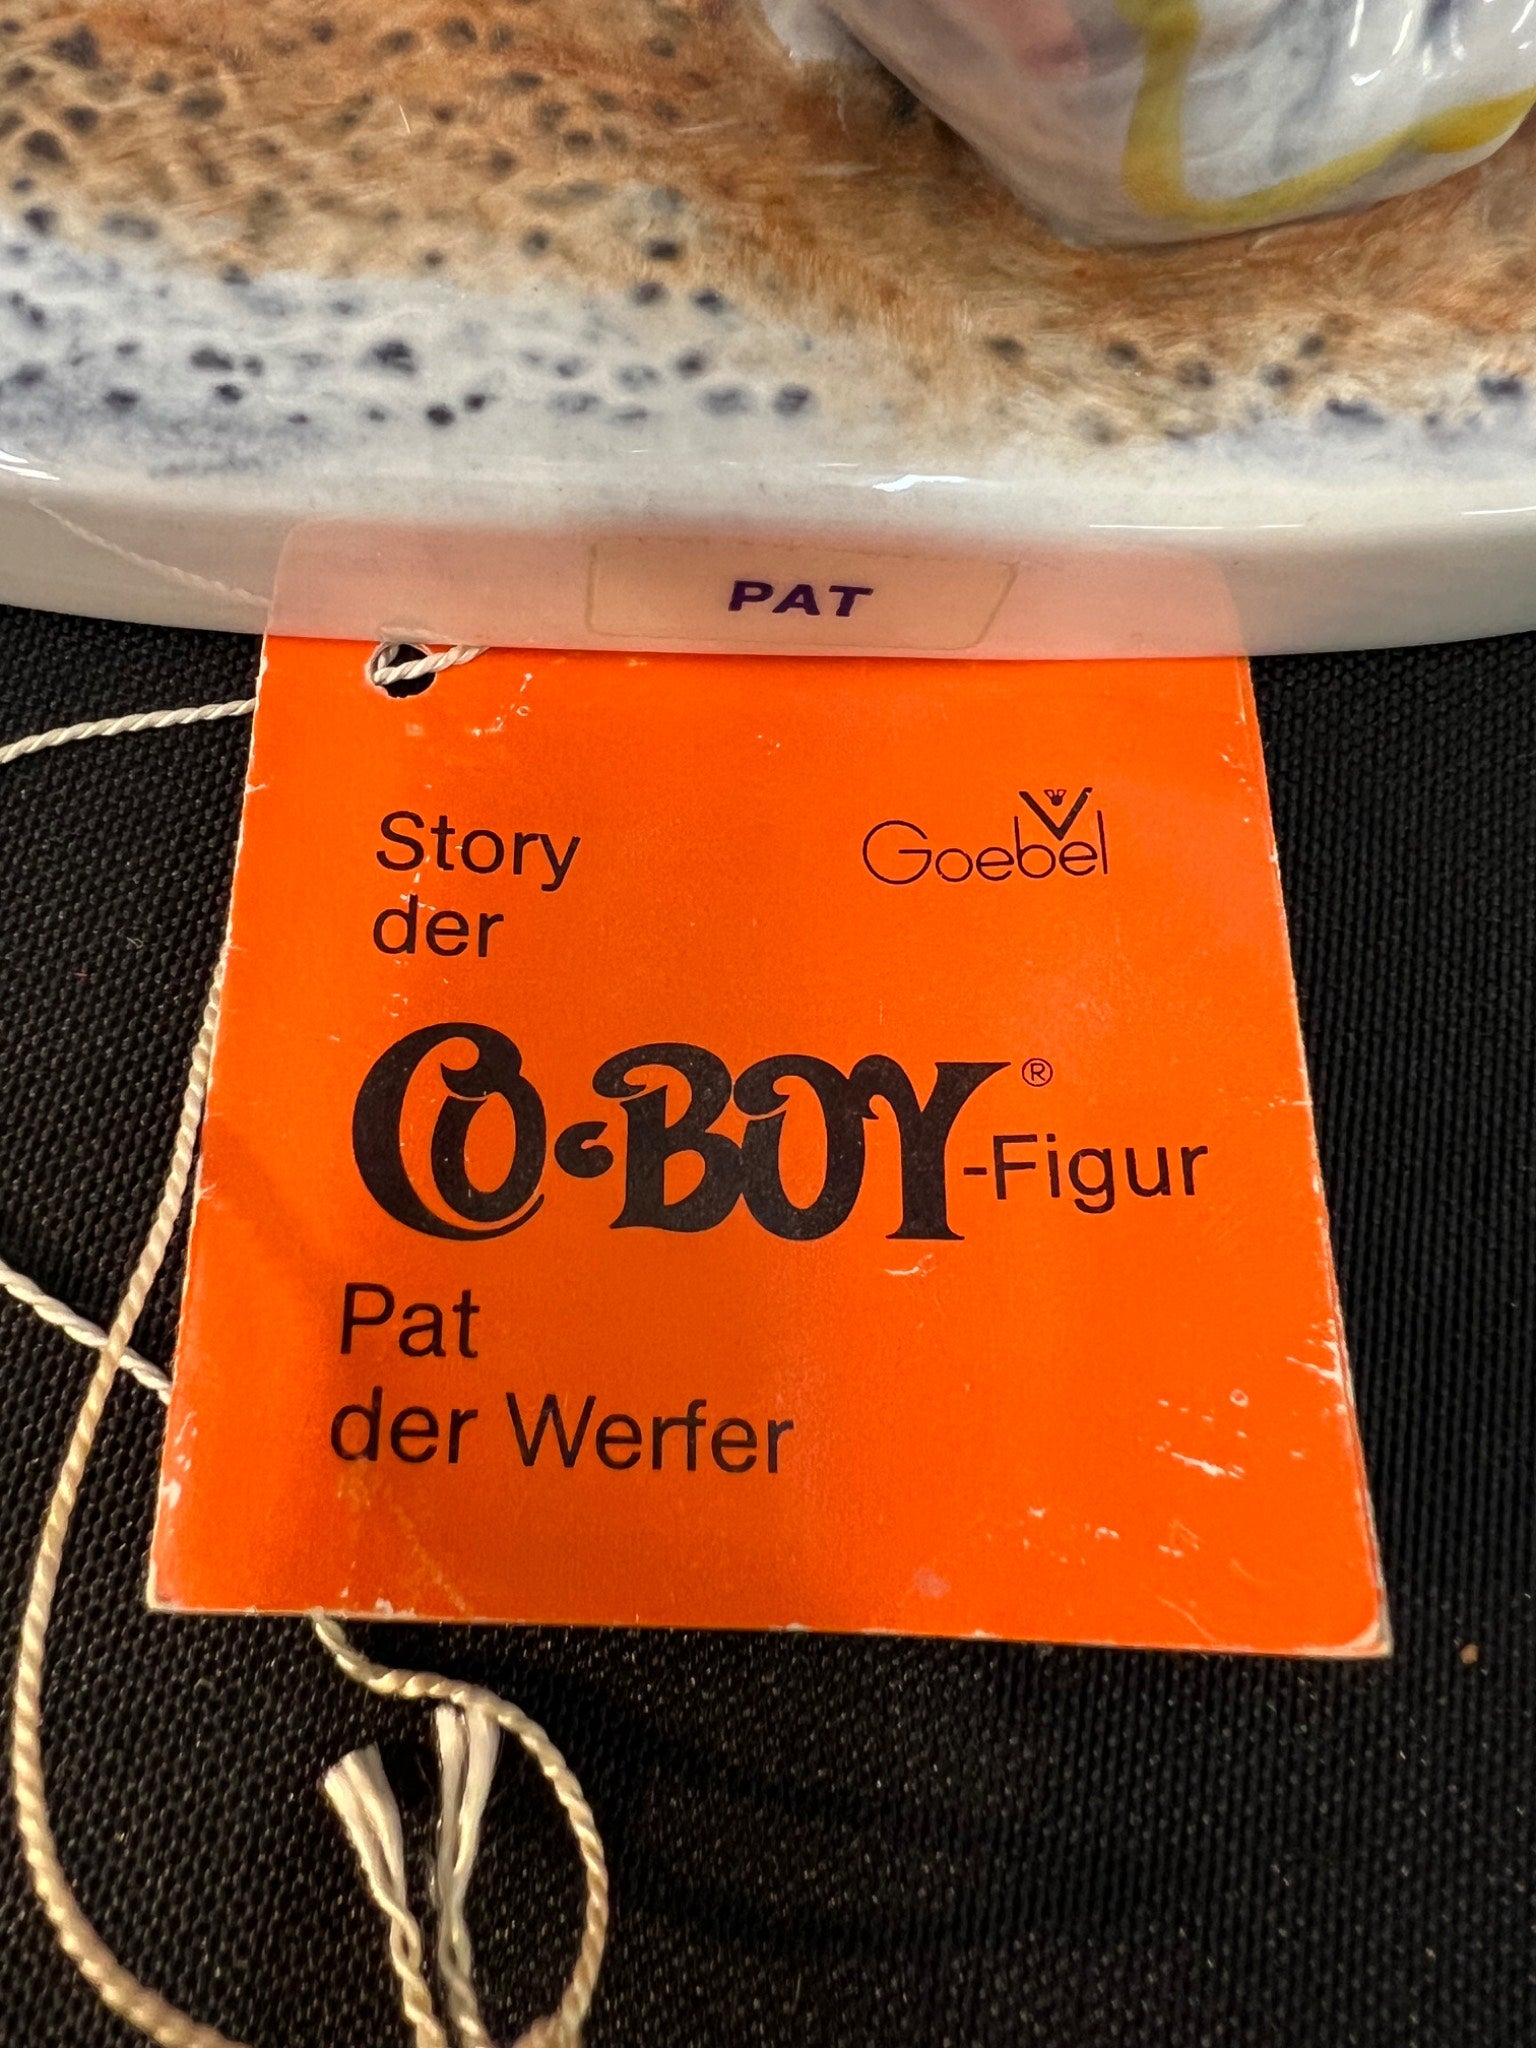 PAT
Story
der
Goebel
CO-BOY®-Figur
Pat
der Werfer